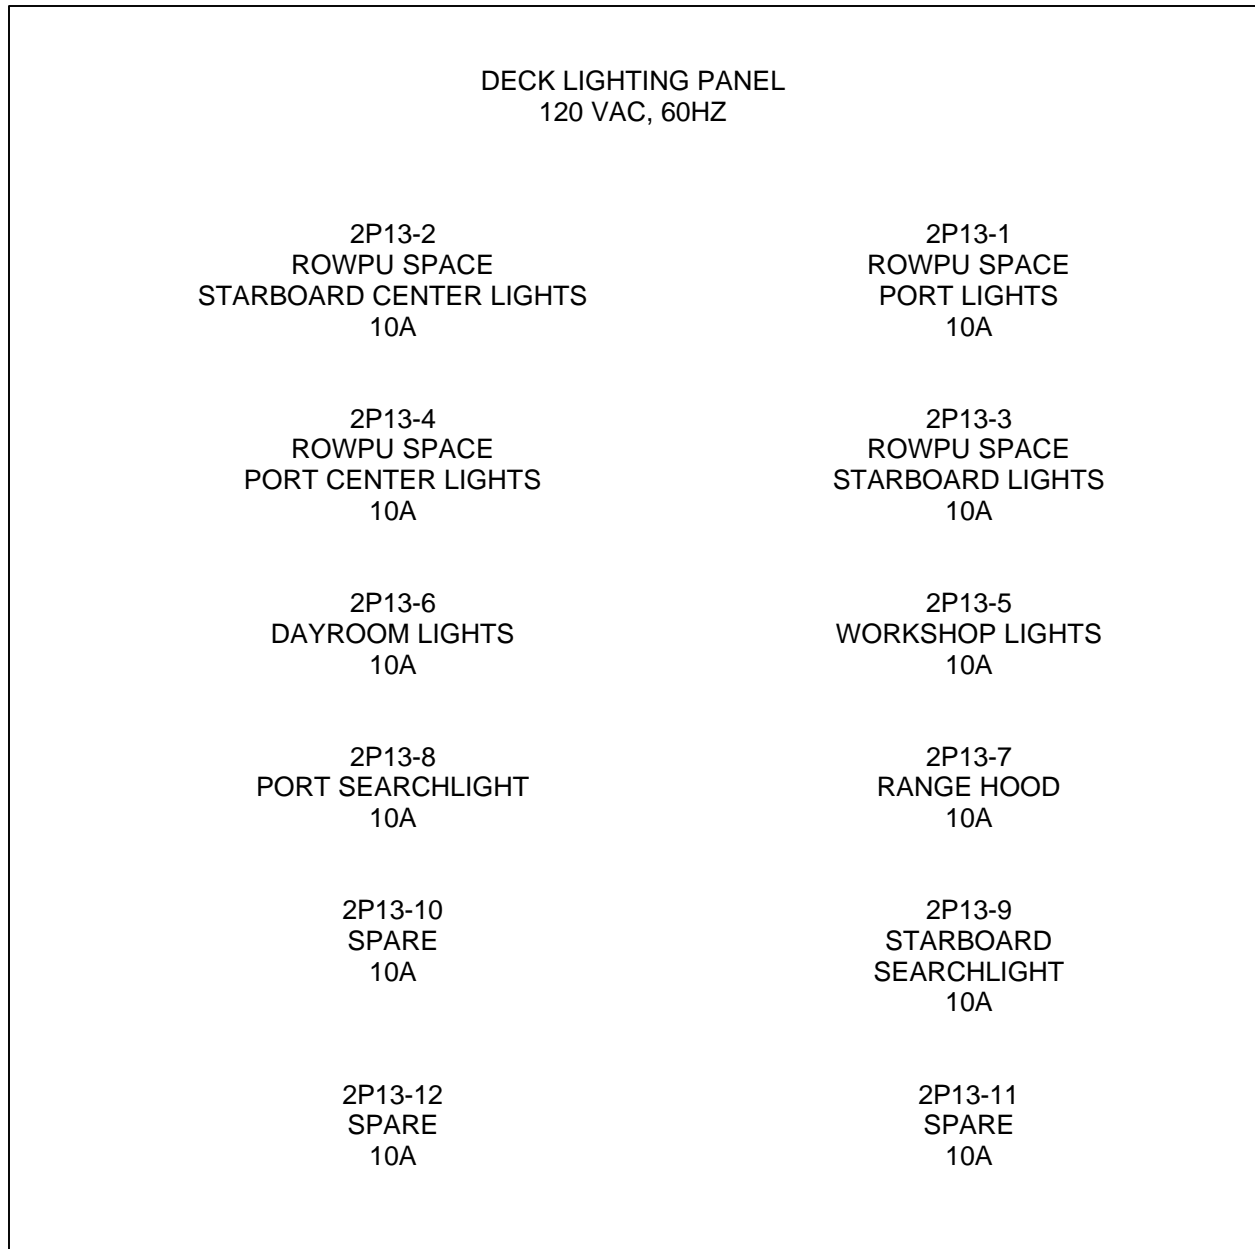 DECK LIGHTING PANEL
120 VAC, 60HZ
2P13-2
ROWPU SPACE
STARBOARD CENTER LIGHTS
10A
2P13-1
ROWPU SPACE
PORT LIGHTS
10A
2P13-4
ROWPU SPACE
PORT CENTER LIGHTS
10A
2P13-3
ROWPU SPACE
STARBOARD LIGHTS
10A
2P13-6
DAYROOM LIGHTS
10A
2P13-5
WORKSHOP LIGHTS
10A
2P13-8
PORT SEARCHLIGHT
10A
2P13-7
RANGE HOOD
10A
2P13-10
SPARE
10A
2P13-9
STARBOARD
SEARCHLIGHT
10A
2P13-12
SPARE
10A
2P13-11
SPARE
10A